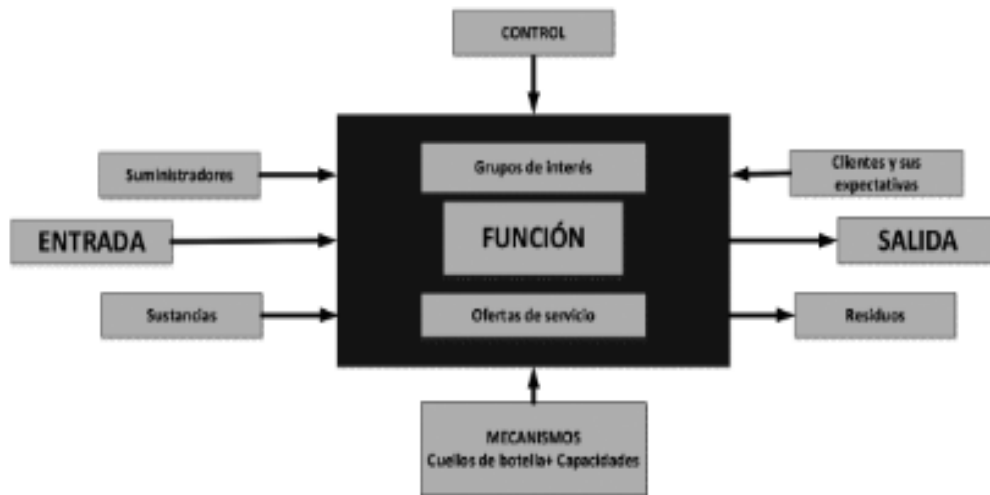 CONTROL
Suministradores
Grupos de interés
Clientes y sus
expectativas
ENTRADA
FUNCIÓN
SALIDA
Sustancias
Ofertas de servicio
Residuos
MECANISMOS
Cuellos de botella+ Capacidades